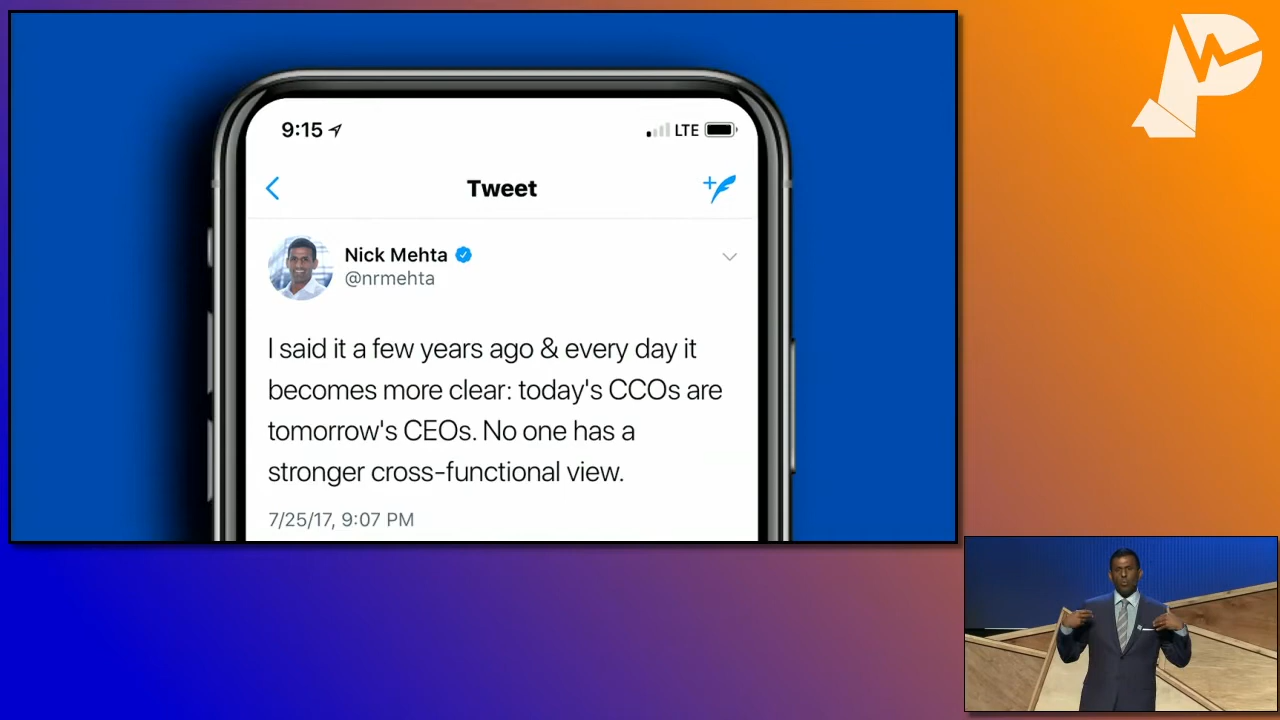 9:15
LTE
Tweet
Nick Mehta
@nrmehta
I said it a few years ago & every day it
becomes more clear: today's CCOs are
tomorrow's CEOs. No one has a
stronger cross-functional view.
7/25/17, 9:07 PM